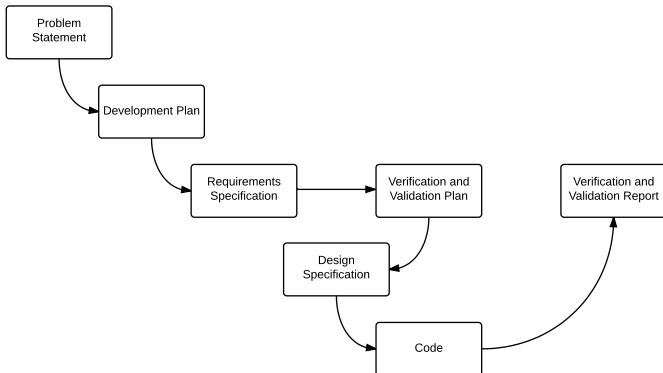 Problem
Statement
Development Plan
Requirements
Specification
Verification and
Validation Plan
Verification and
Validation Report
Design
Specification
Code